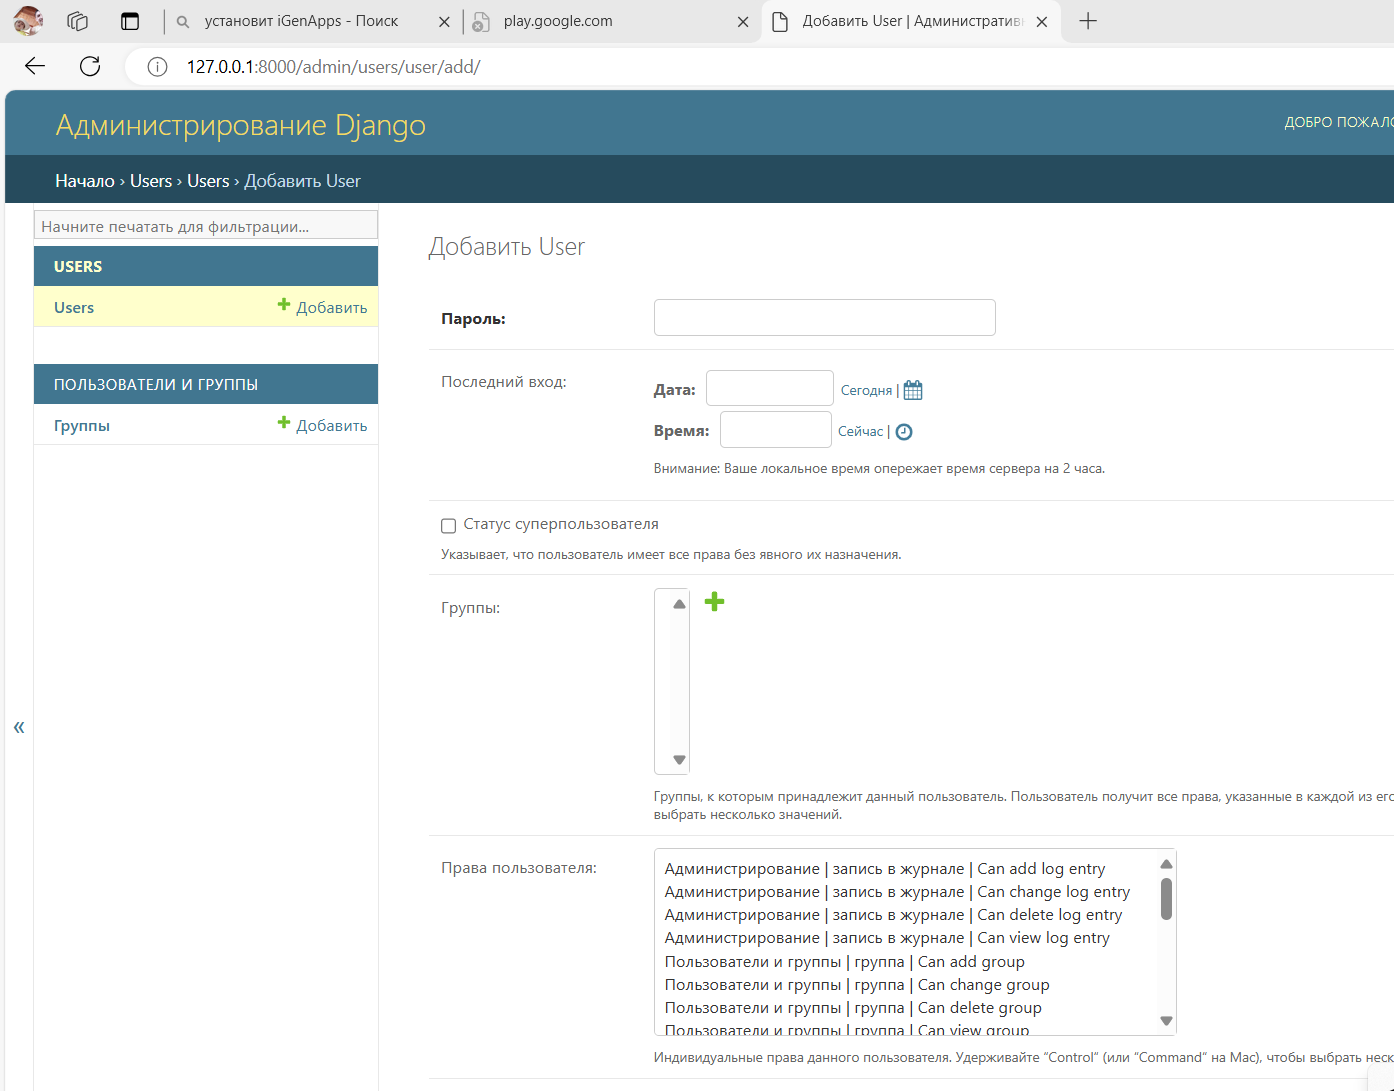 установит iGenApps - Поиск
play.google.com
Добавить User | Административн
127.0.0.1:8000/admin/users/user/add/
Администрирование Django
ДОБРО ПОЖАЛО
Начало › Users › Users › Добавить User
Начните печатать для фильтрации...
USERS
Users
Добавить
ПОЛЬЗОВАТЕЛИ И ГРУППЫ
Группы
Добавить
«
Добавить User
Пароль:
Последний вход:
Дата:
Сегодня |
Время:
Сейчас |
Внимание: Ваше локальное время опережает время сервера на 2 часа.
Статус суперпользователя
Указывает, что пользователь имеет все права без явного их назначения.
Группы:
Группы, к которым принадлежит данный пользователь. Пользователь получит все права, указанные в каждой из его
выбрать несколько значений.
Права пользователя:
Администрирование | запись в журнале | Can add log entry
Администрирование | запись в журнале | Can change log entry
Администрирование | запись в журнале | Can delete log entry
Администрирование | запись в журнале | Can view log entry
Пользователи и группы | группа | Can add group
Пользователи и группы | группа | Can change group
Пользователи и группы | группа | Can delete group
Пользователи и группы | группа | Can view group
Индивидуальные права данного пользователя. Удерживайте “Control” (или “Command” на Mac), чтобы выбрать неск